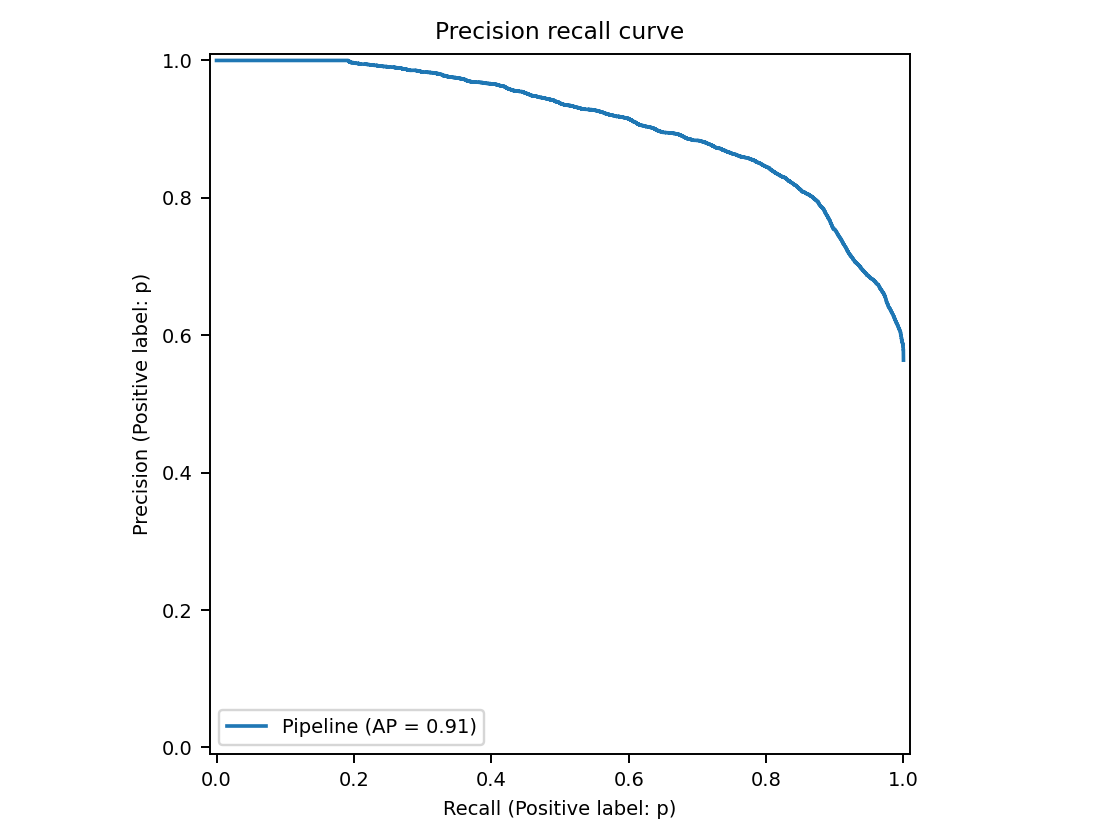 Precision recall curve
1.0
0.8
0.6
0.4
0.2
0.0
Precision (Positive label: p)
Pipeline (AP = 0.91)
0.0 0.2 0.4 0.6 0.8 1.0
Recall (Positive label: p)